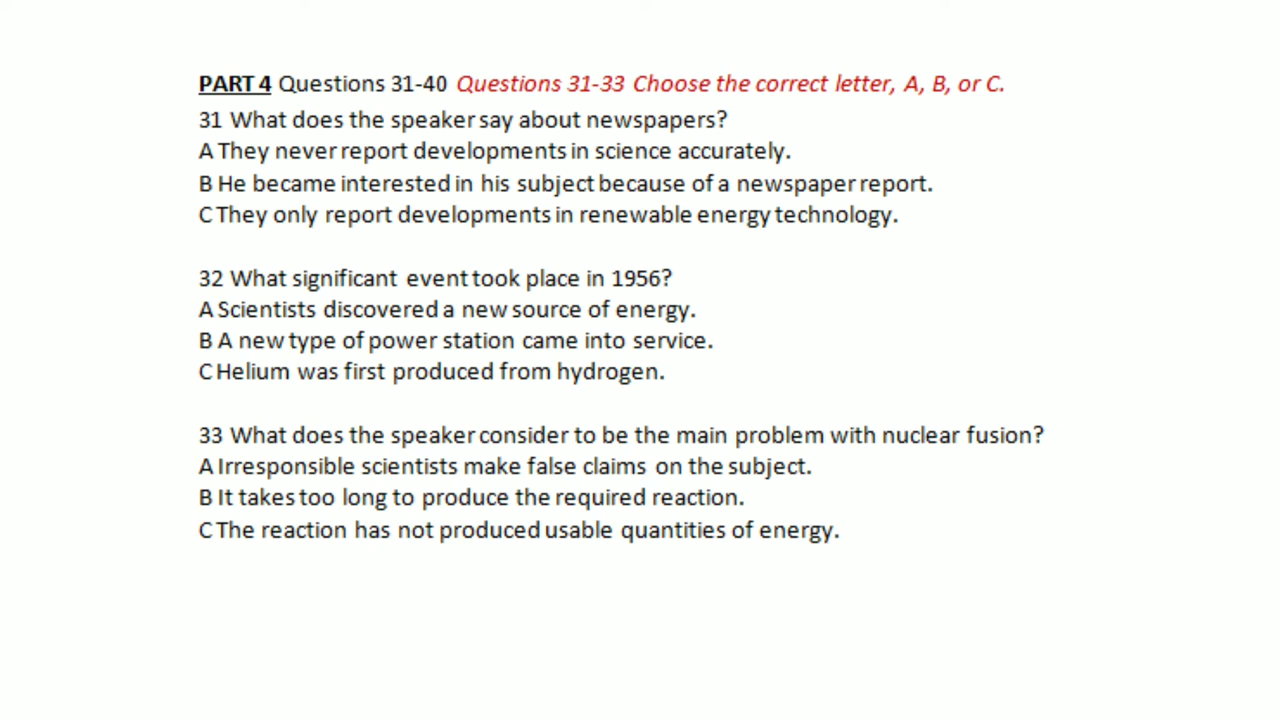 PART 4 Questions 31-40 Questions 31-33 Choose the correct letter, A, B, or C.
31 What does the speaker say about newspapers?
A They never report developments in science accurately.
B He became interested in his subject because of a newspaper report.
C They only report developments in renewable energy technology.
32 What significant event took place in 1956?
A Scientists discovered a new source of energy.
B A new type of power station came into service.
C Helium was first produced from hydrogen.
33 What does the speaker consider to be the main problem with nuclear fusion?
A Irresponsible scientists make false claims on the subject.
B It takes too long to produce the required reaction.
C The reaction has not produced usable quantities of energy.